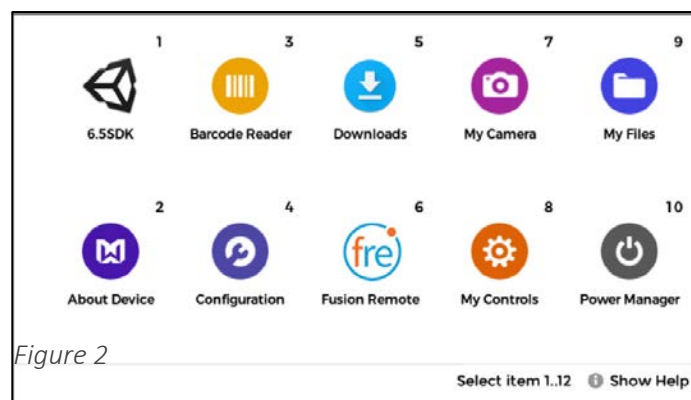 1 3 5 7 9
6.5SDK Barcode Reader Downloads My Camera My Files
2 4 6 8 10
fre
About Device Configuration Fusion Remote My Controls Power Manager
Figure 2
Select item 1..12 i Show Help